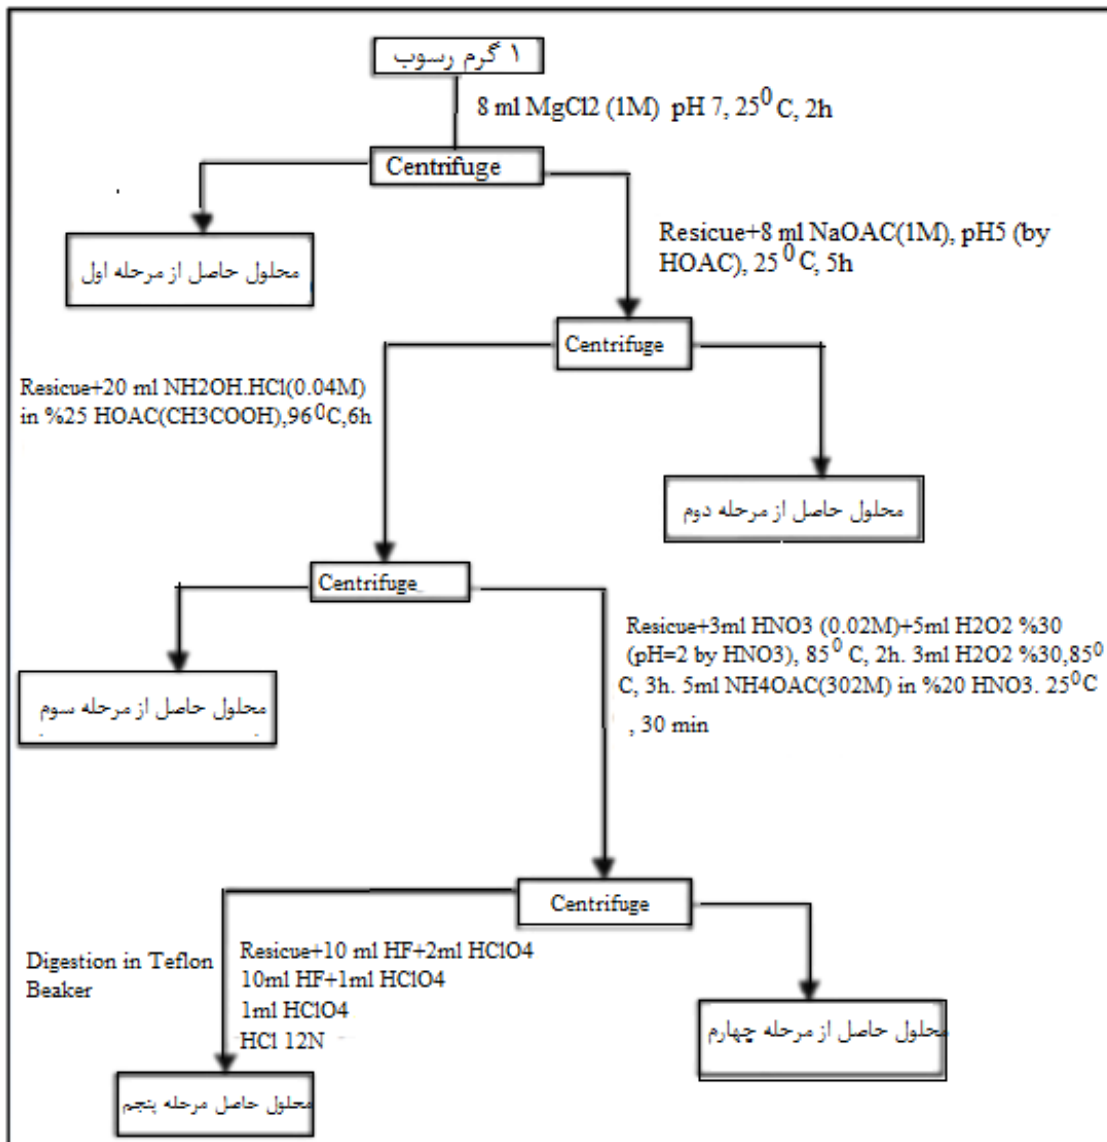 ۱ گرم رسوب
8 ml MgCl2 (1M) pH 7, 25⁰ C, 2h
Centrifuge
محلول حاصل از مرحله اول
Resicue+8 ml NaOAC(1M), pH5 (by
HOAC), 25⁰ C, 5h
Centrifuge
Resicue+20 ml NH2OH.HCl(0.04M)
in %25 HOAC(CH3COOH),96⁰C,6h
محلول حاصل از مرحله دوم
Centrifuge
محلول حاصل از مرحله سوم
Resicue+3ml HNO3 (0.02M)+5ml H2O2 %30
(pH=2 by HNO3), 85⁰ C, 2h. 3ml H2O2 %30,85⁰
C, 3h. 5ml NH4OAC(302M) in %20 HNO3. 25⁰C
, 30 min
Centrifuge
Digestion in Teflon
Beaker
Resicue+10 ml HF+2ml HClO4
10ml HF+1ml HClO4
1ml HClO4
HCl 12N
محلول حاصل از مرحله چهارم
محلول حاصل مرحله پنجم